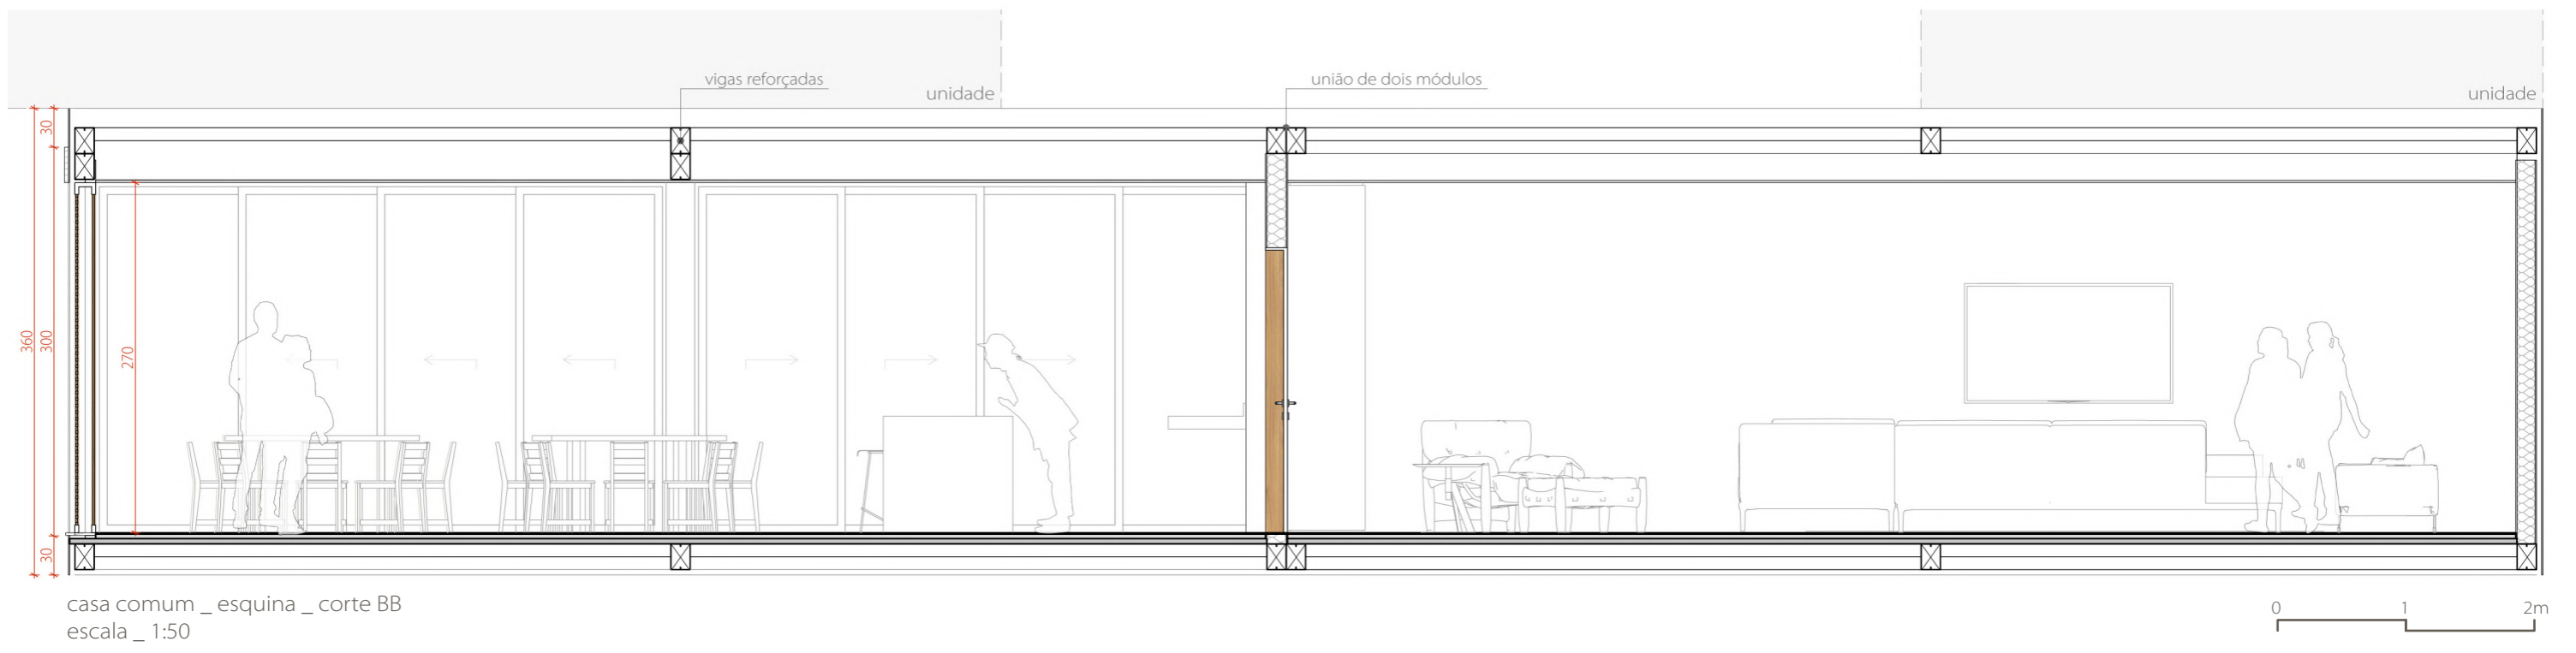 vigas reforçadas
união de dois módulos
unidade
unidade
30
360
300
270
30
casa comum _ esquina _ corte BB
escala _ 1:50
0 1 2m